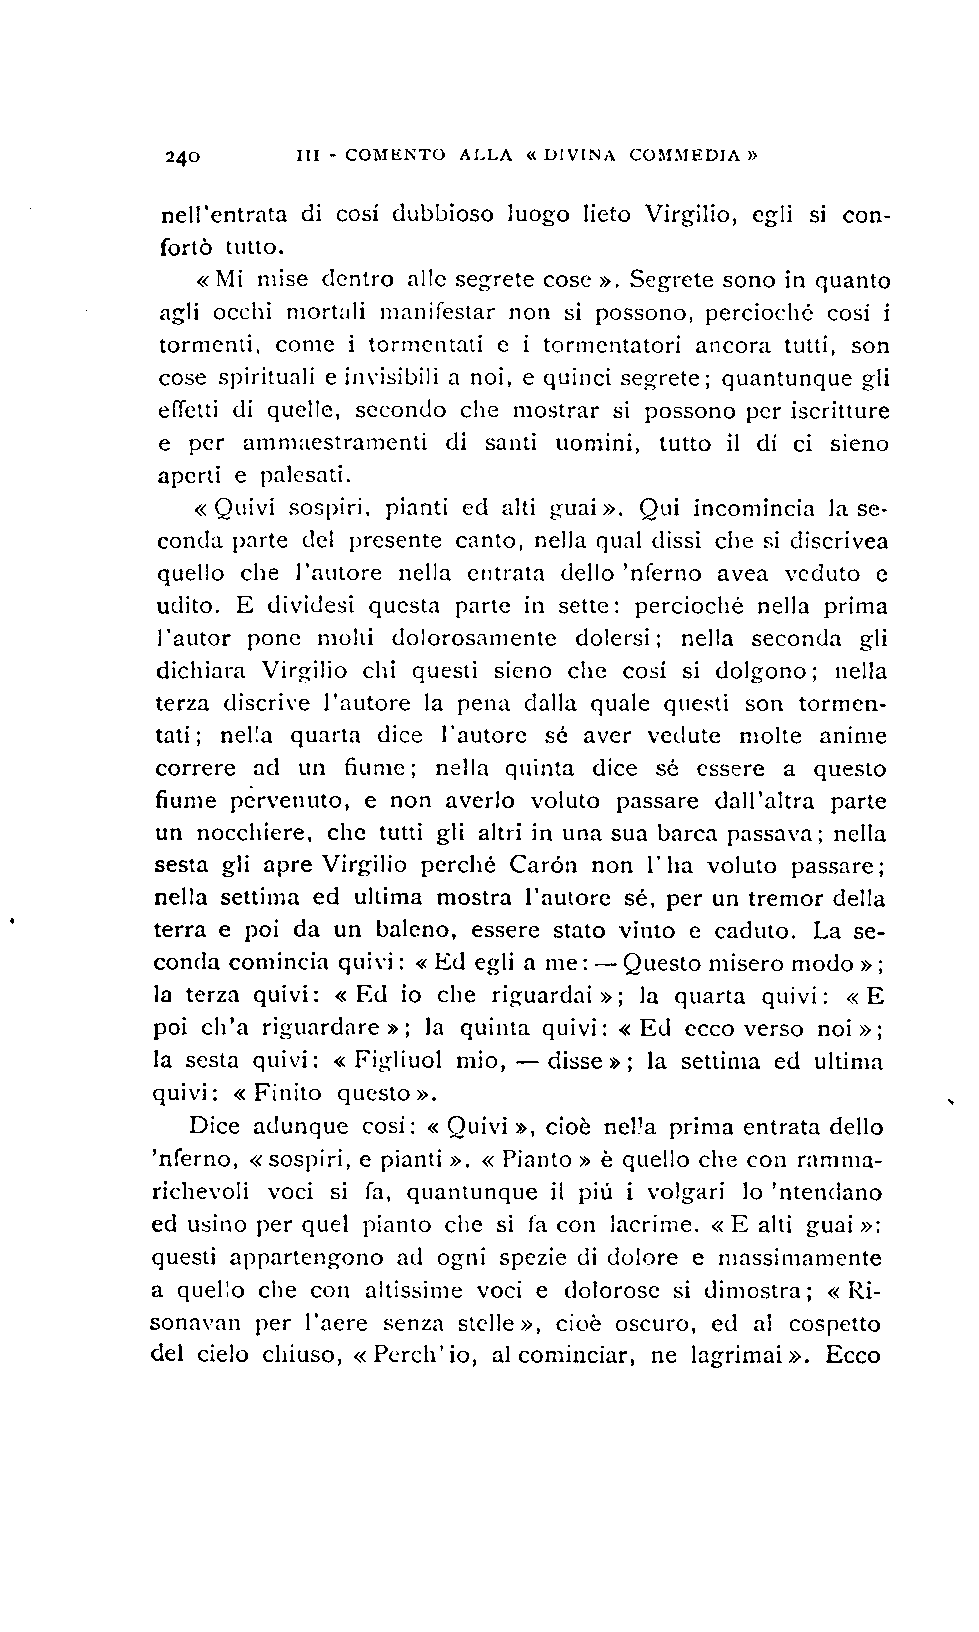 240 III - COMENTO ALLA « DIVINA COMMEDIA »
nell'entrata di cosí dubbioso luogo lieto Virgilio, egli si con-
fortò tutto.
« Mi mise dentro alle segrete cose ». Segrete sono in quanto
agli occhi mortali manifestar non si possono, percioché cosí i
tormenti, come i tormentati e i tormentatori ancora tutti, son
cose spirituali e invisibili a noi, e quinci segrete; quantunque gli
effetti di quelle, secondo che mostrar si possono per iscritture
e per ammaestramenti di santi uomini, tutto il dí ci sieno
aperti e palesati.
« Quivi sospiri, pianti ed alti guai ». Qui incomincia la se-
conda parte del presente canto, nella qual dissi che si discrivea
quello che l'autore nella entrata dello 'nferno avea veduto e
udito. E dividesi questa parte in sette: percioché nella prima
l'autor pone molti dolorosamente dolersi; nella seconda gli
dichiara Virgilio chi questi sieno che cosí si dolgono; nella
terza discrive l'autore la pena dalla quale questi son tormen-
tati; nella quarta dice l'autore sé aver vedute molte anime
correre ad un fiume; nella quinta dice sé essere a questo
fiume pervenuto, e non averlo voluto passare dall'altra parte
un nocchiere, che tutti gli altri in una sua barca passava; nella
sesta gli apre Virgilio perché Carón non l'ha voluto passare;
nella settima ed ultima mostra l'autore sé, per un tremor della
terra e poi da un baleno, essere stato vinto e caduto. La se-
conda comincia quivi: « Ed egli a me: — Questo misero modo »;
la terza quivi: « Ed io che riguardai »; la quarta quivi: « E
poi ch'a riguardare »; la quinta quivi: « Ed ecco verso noi »;
la sesta quivi: « Figliuol mio, — disse »; la settima ed ultima
quivi: « Finito questo ».
Dice adunque cosí: « Quivi », cioè nella prima entrata dello
'nferno, « sospiri, e pianti ». « Pianto » è quello che con ramma-
richevoli voci si fa, quantunque il piú i volgari lo 'ntendano
ed usino per quel pianto che si fa con lacrime. « E alti guai »:
questi appartengono ad ogni spezie di dolore e massimamente
a quello che con altissime voci e dolorose si dimostra; « Ri-
sonavan per l'aere senza stelle », cioè oscuro, ed al cospetto
del cielo chiuso, « Perch'io, al cominciar, ne lagrimai ». Ecco